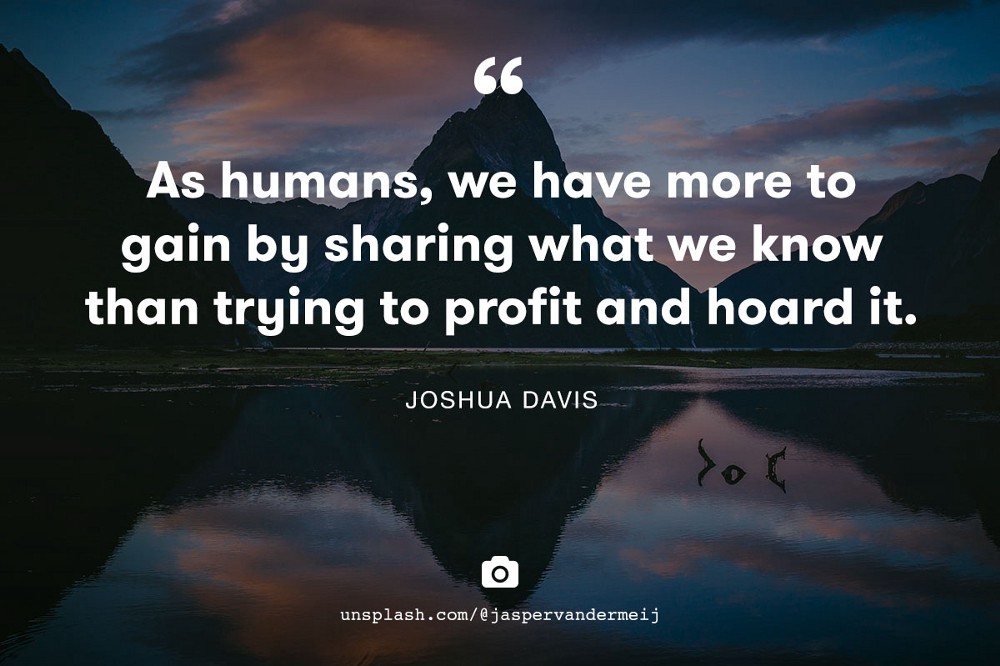 “
As humans, we have more to
gain by sharing what we know
than trying to profit and hoard it.
JOSHUA DAVIS
unsplash.com/@jaspervandermeij